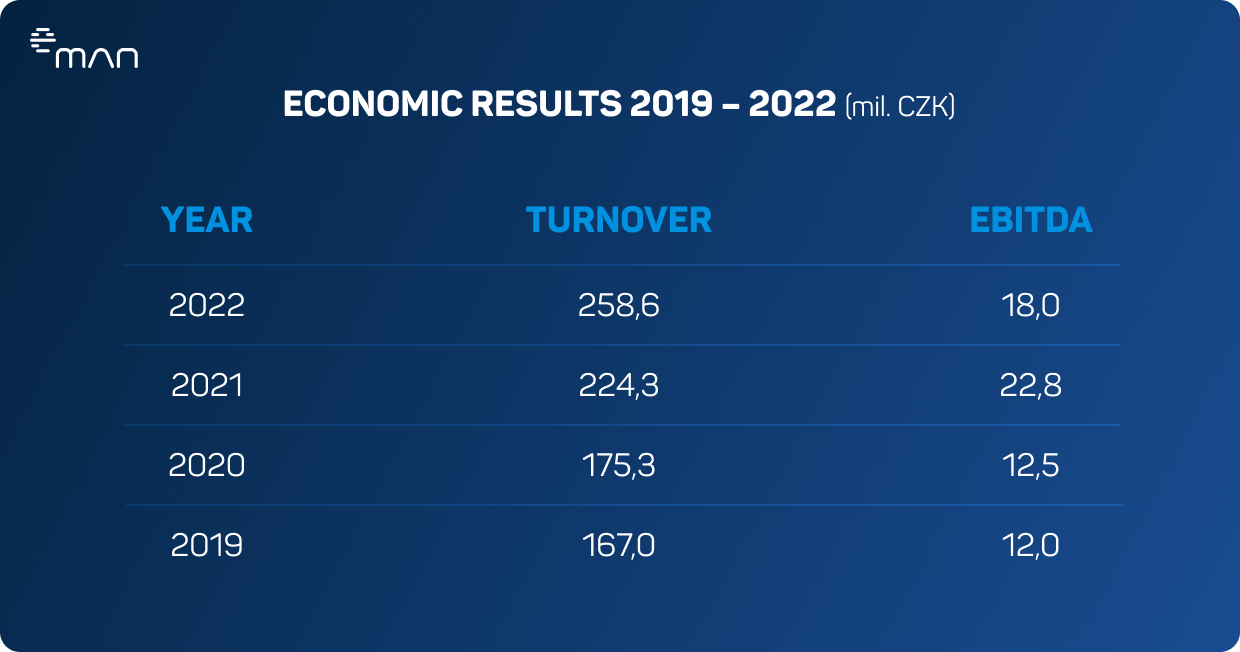 eman
ECONOMIC RESULTS 2019 – 2022 (mil. CZK)
YEAR TURNOVER EBITDA
2022 258,6 18,0
2021 224,3 22,8
2020 175,3 12,5
2019 167,0 12,0